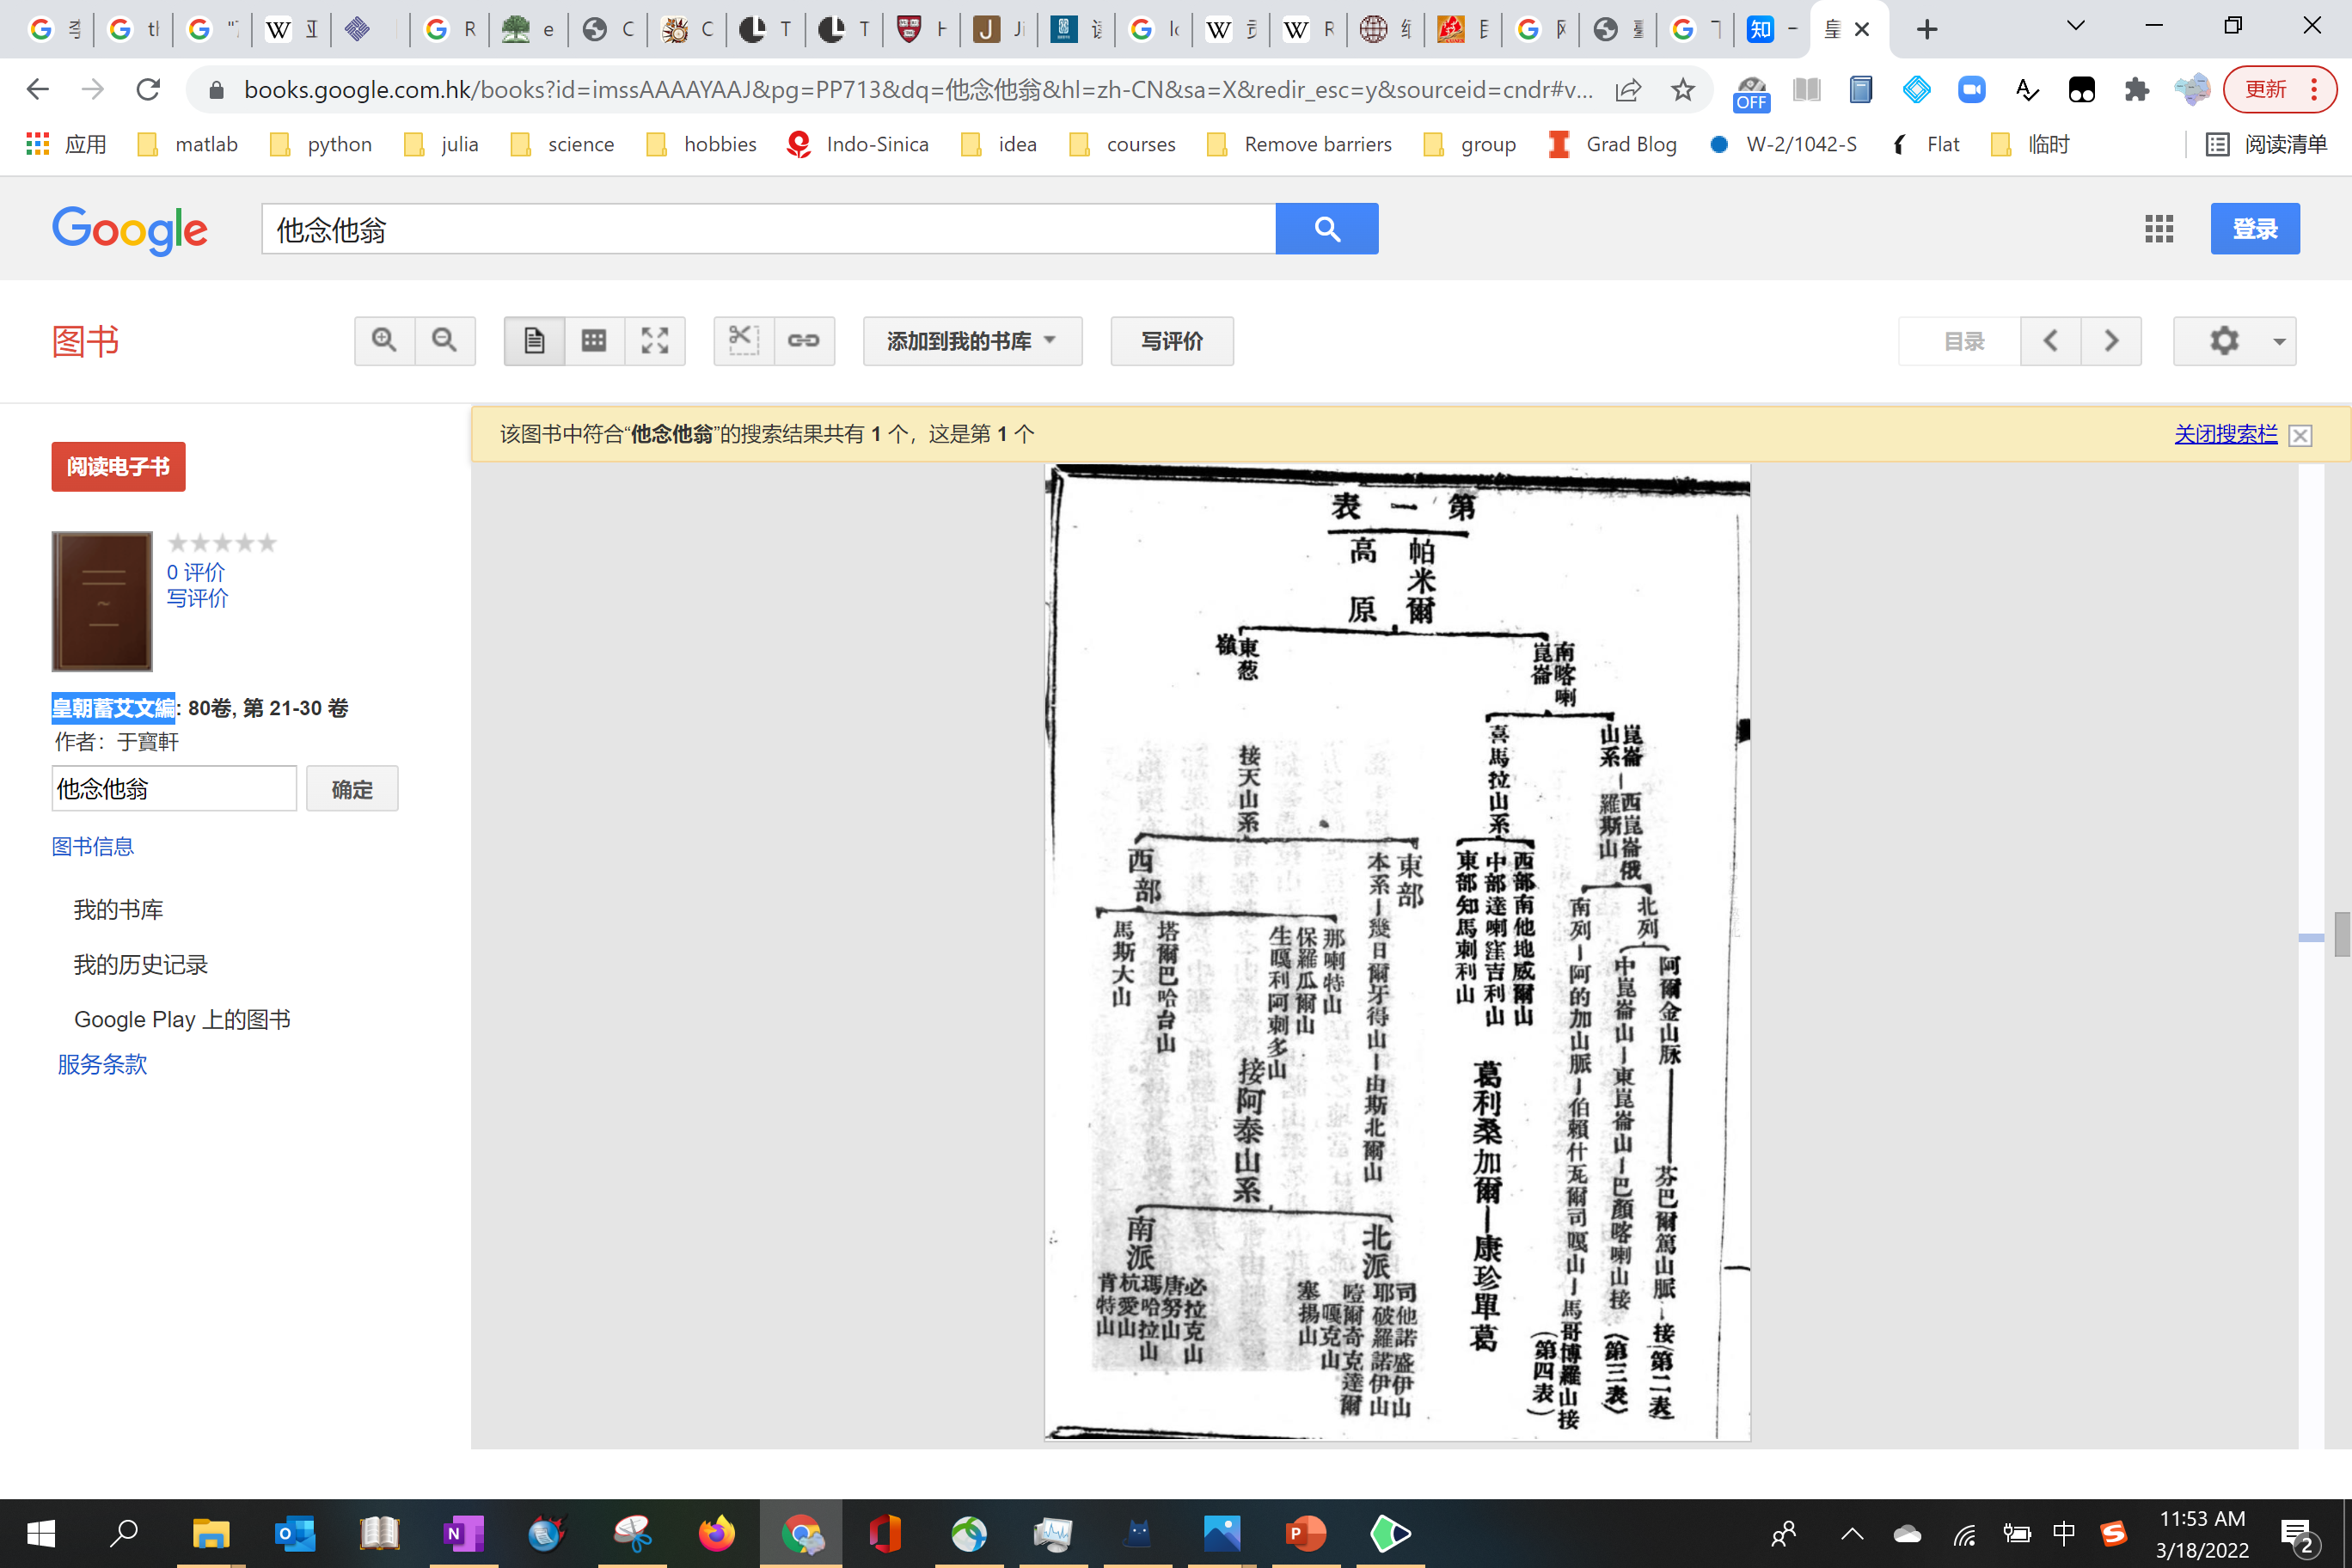 books.google.com.hk/books?id=imssAAAAYAAJ&pg=PP713&dq=他念他翁&hl=zh-CN&sa=X&redir_esc=y&sourceid=cndr#v...
OFF
更新
应用
matlab
python
julia
science
hobbies
Indo-Sinica
idea
courses
Remove barriers
group
Grad Blog
W-2/1042-S
Flat
临时
阅读清单
Google
他念他翁
登录
图书
添加到我的书库
写评价
目录
该图书中符合“他念他翁”的搜索结果共有 1 个，这是第 1 个
关闭搜索栏
阅读电子书
0 评价
写评价
皇朝蓄艾文編: 80卷, 第 21-30 卷
作者：于寶軒
他念他翁
确定
图书信息
我的书库
我的历史记录
Google Play 上的图书
服务条款
第一表
帕米爾
高原
南喀喇
崑崙
東葱
嶺
崑崙
山系
西崑崙俄
羅斯山
北列
阿爾金山脉
芬巴爾篤山脈
接(第二表
中崑崙山
東崑崙山
巴顏喀喇山接
(第三表)
南列
阿的加山脈
伯賴什瓦爾司嘎山
馬哥博羅山接
(第四表)
喜馬拉山系
西部南他地威爾山
中部達喇窪吉利山
東部知馬刺利山
葛利桑加爾
康珍單葛
接天山系
東部
本系
幾日爾牙得山
由斯北爾山
西部
那喇特山
保羅瓜爾山
生嘎利阿刺多山
塔爾巴哈台山
馬斯大山
接阿泰山系
北派
司他諾盛伊山
耶破羅諾伊山
噎爾奇克達爾
嘎克山
塞揚山
南派
必拉克山
唐努山
瑪哈拉山
杭愛山
肯特山
中
11:53 AM
3/18/2022
2